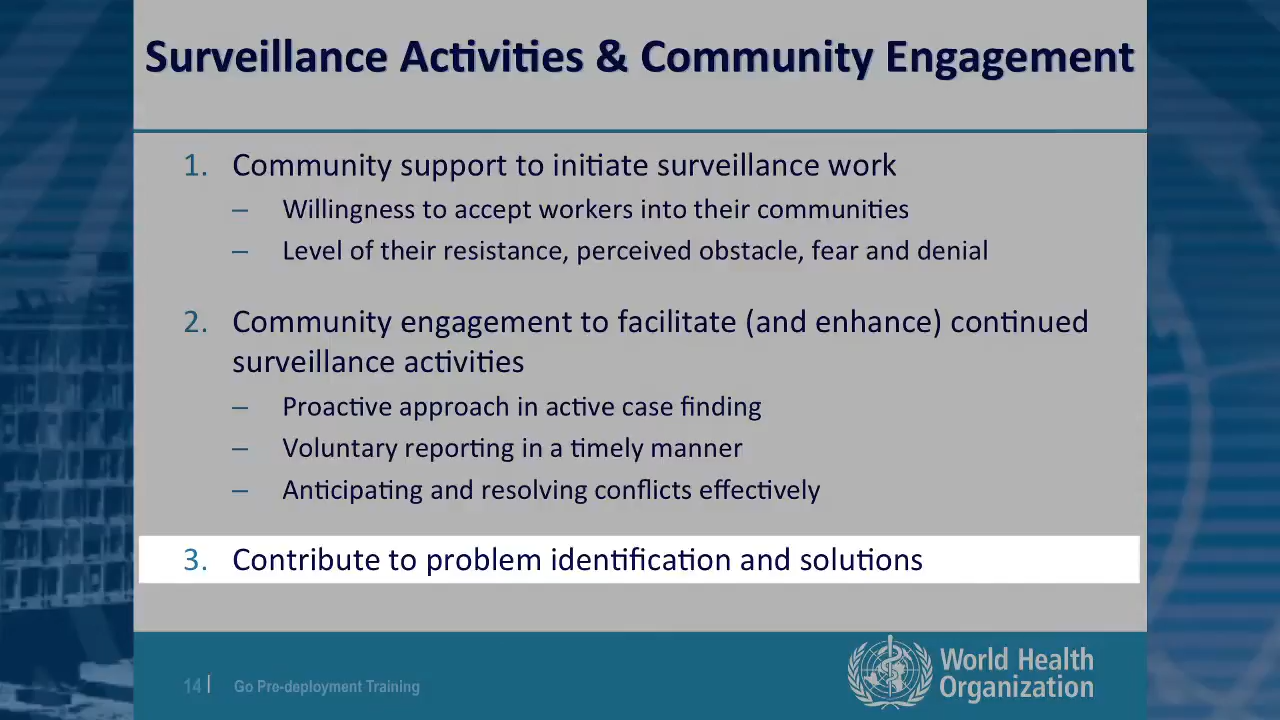 Surveillance Activities & Community Engagement
1. Community support to initiate surveillance work
– Willingness to accept workers into their communities
– Level of their resistance, perceived obstacle, fear and denial
2. Community engagement to facilitate (and enhance) continued
surveillance activities
– Proactive approach in active case finding
– Voluntary reporting in a timely manner
– Anticipating and resolving conflicts effectively
3. Contribute to problem identification and solutions
14 | Go Pre-deployment Training
World Health
Organization